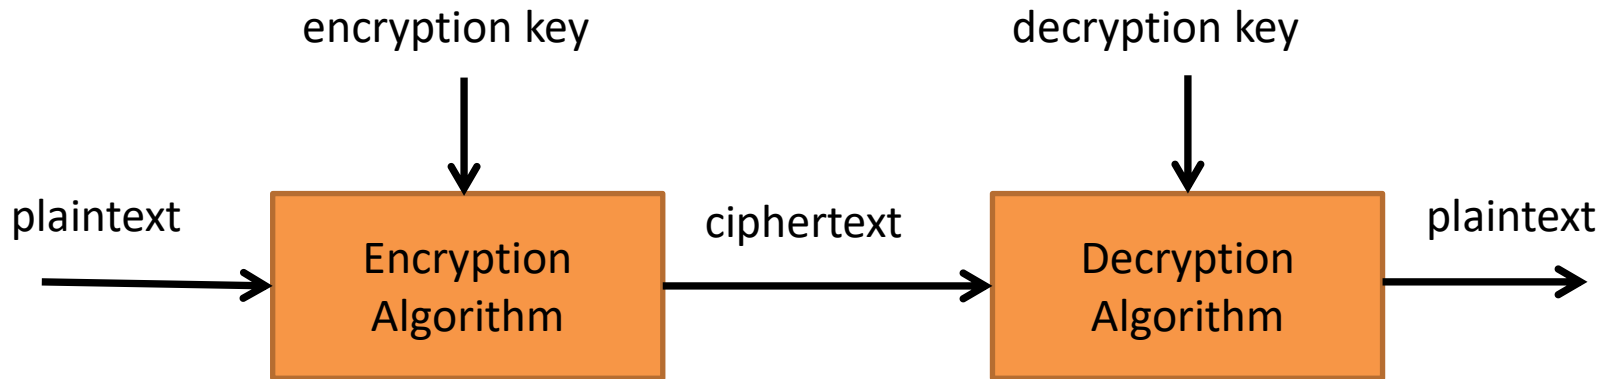 encryption key
decryption key
plaintext
ciphertext
plaintext
Encryption
Algorithm
Decryption
Algorithm